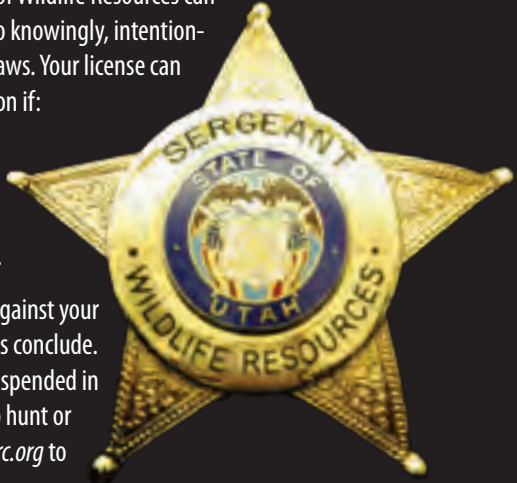 of Wildlife Resources can
o knowingly, intention-
aws. Your license can
on if:
gainst your
s conclude.
spended in
o hunt or
rc.org to
SERGEANT
STATE OF
UTAH
WILDLIFE RESOURCES